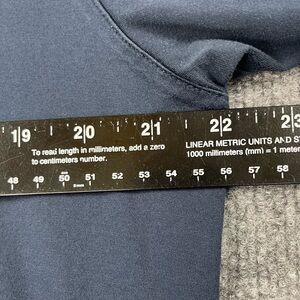 19 20 21 22 23
To read length in millimeters, add a zero
to centimeters number.
LINEAR METRIC UNITS AND S
1000 millimeters (mm) = 1 meter
48 49 50 51 52 53 54 55 56 57 58